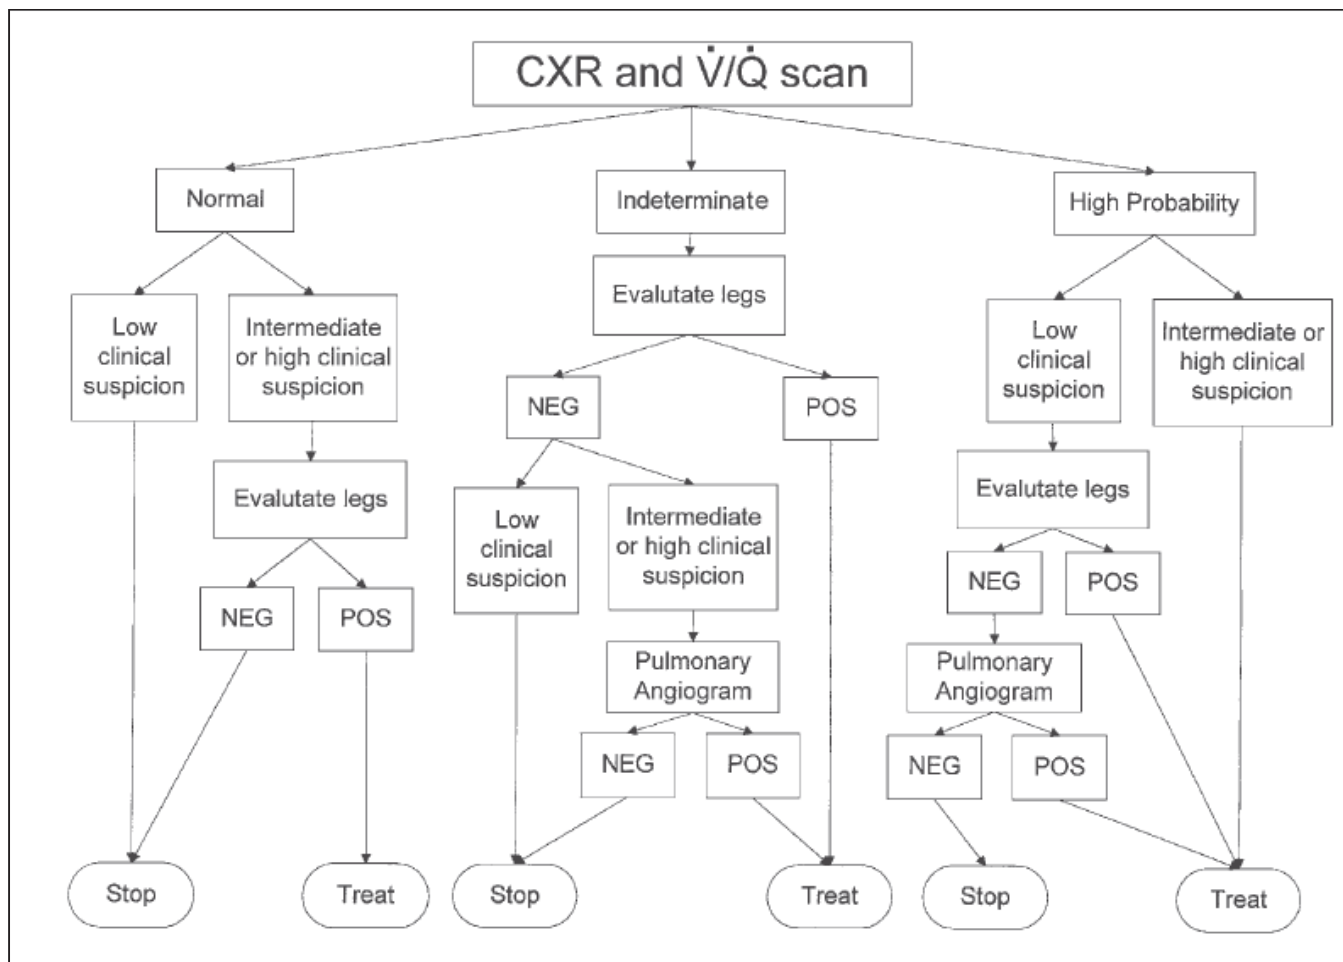 CXR and V̇/Q̇ scan
Normal
Indeterminate
High Probability
Low
clinical
suspicion
Intermediate
or high clinical
suspicion
Evalutate legs
Low
clinical
suspicion
Intermediate or
high clinical
suspicion
NEG
POS
Evalutate legs
Evalutate legs
Low
clinical
suspicion
Intermediate
or high clinical
suspicion
NEG
POS
NEG
POS
Pulmonary
Angiogram
Pulmonary
Angiogram
NEG
POS
NEG
POS
Stop
Treat
Stop
Treat
Stop
Treat